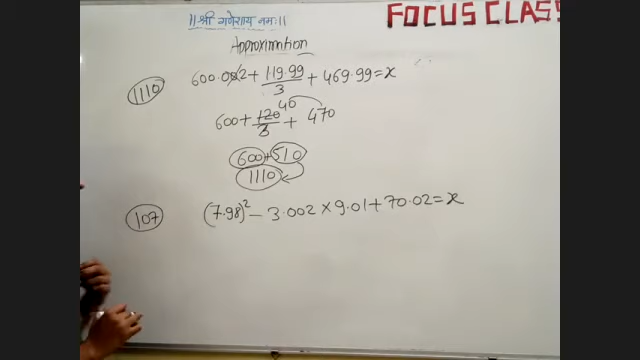 ॥श्री गणेशाय नमः॥
FOCUS CLASS
Approximation
1110 600.002 + 119.99/3 + 469.99 = x
600 + 120/3 40 + 470
600 + 510
1110
107 (7.98)² - 3.002 × 9.01 + 70.02 = x